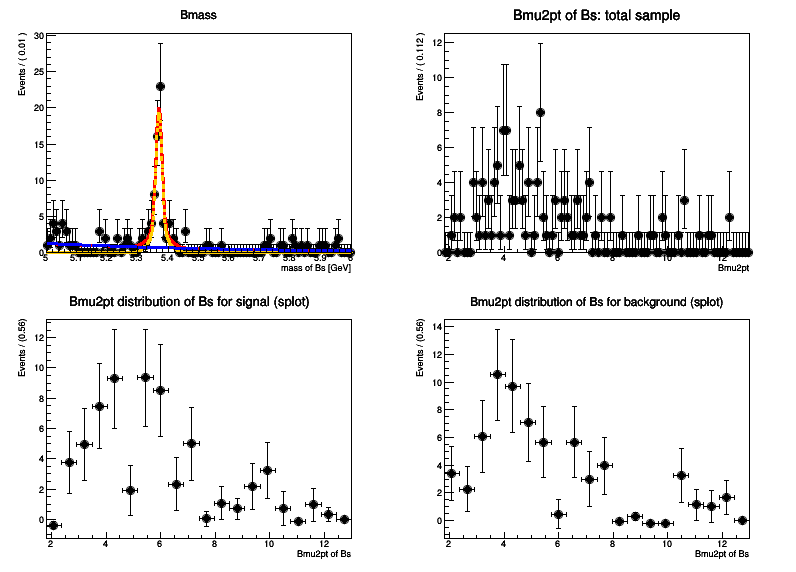 Bmass
Events / ( 0.01 )
30
25
20
15
10
5
0
5 5.1 5.2 5.3 5.4 5.5 5.6 5.7 5.8 5.9 6
mass of Bs [GeV]
Bmu2pt of Bs: total sample
Events / ( 0.112 )
12
10
8
6
4
2
0
2 4 6 8 10 12
Bmu2pt
Bmu2pt distribution of Bs for signal (splot)
Events / (0.56)
12
10
8
6
4
2
0
2 4 6 8 10 12
Bmu2pt of Bs
Bmu2pt distribution of Bs for background (splot)
Events / (0.56)
14
12
10
8
6
4
2
0
2 4 6 8 10 12
Bmu2pt of Bs